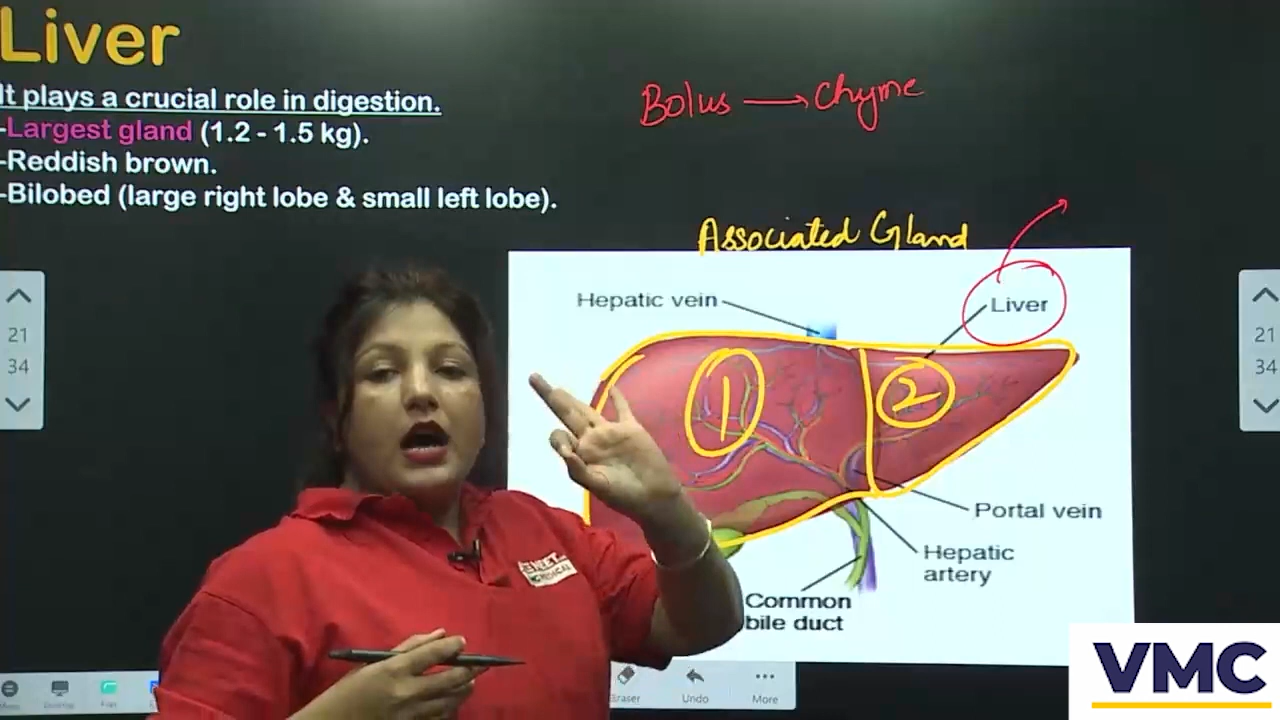 Liver
It plays a crucial role in digestion.
-Largest gland (1.2 - 1.5 kg).
-Reddish brown.
-Bilobed (large right lobe & small left lobe).
Bolus → Chyme
Associated Gland
Hepatic vein
Liver
1
2
Portal vein
Hepatic
artery
Common
bile duct
21
34
21
34
Eraser
Undo
More
VMC